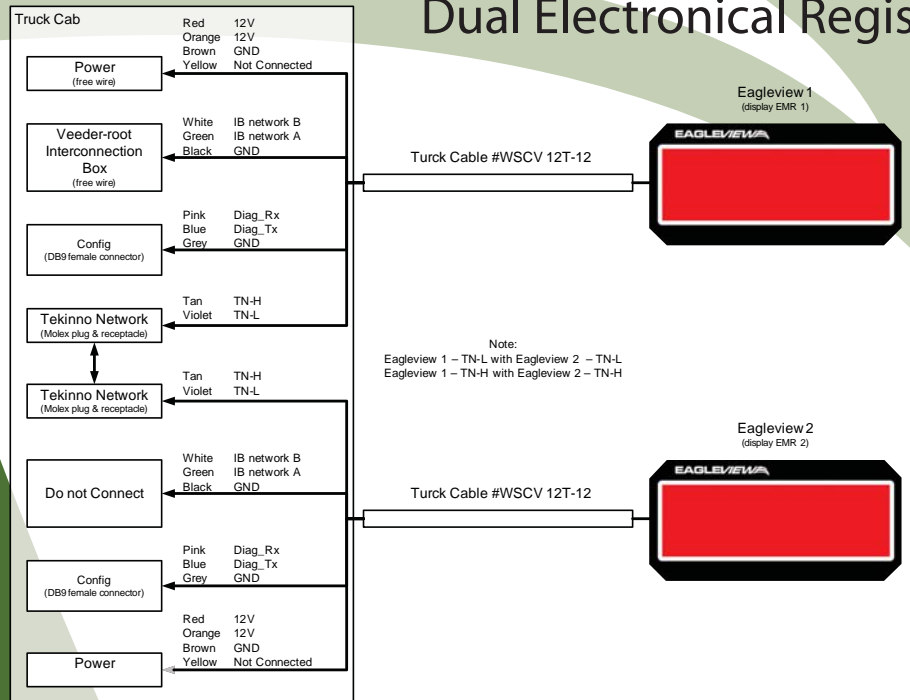 Dual Electronical Regis
Truck Cab
Red 12V
Orange 12V
Brown GND
Yellow Not Connected
Power
(free wire)
White IB network B
Green IB network A
Black GND
Veeder-root
Interconnection
Box
(free wire)
Pink Diag_Rx
Blue Diag_Tx
Grey GND
Config
(DB9 female connector)
Tan TN-H
Violet TN-L
Tekinno Network
(Molex plug & receptacle)
Turck Cable #WSCV 12T-12
Eagleview 1
(display EMR 1)
EAGLEVIEW
Note:
Eagleview 1 – TN-L with Eagleview 2 – TN-L
Eagleview 1 – TN-H with Eagleview 2 – TN-H
Tan TN-H
Violet TN-L
Tekinno Network
(Molex plug & receptacle)
White IB network B
Green IB network A
Black GND
Do not Connect
Pink Diag_Rx
Blue Diag_Tx
Grey GND
Config
(DB9 female connector)
Red 12V
Orange 12V
Brown GND
Yellow Not Connected
Power
Turck Cable #WSCV 12T-12
Eagleview 2
(display EMR 2)
EAGLEVIEW